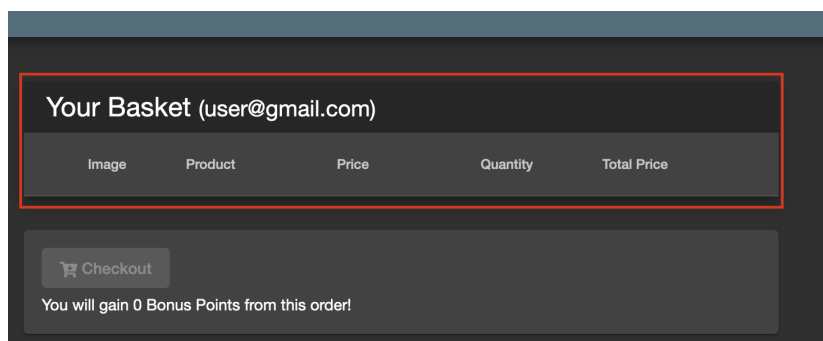 Your Basket (user@gmail.com)
Image Product Price Quantity Total Price
Checkout
You will gain 0 Bonus Points from this order!